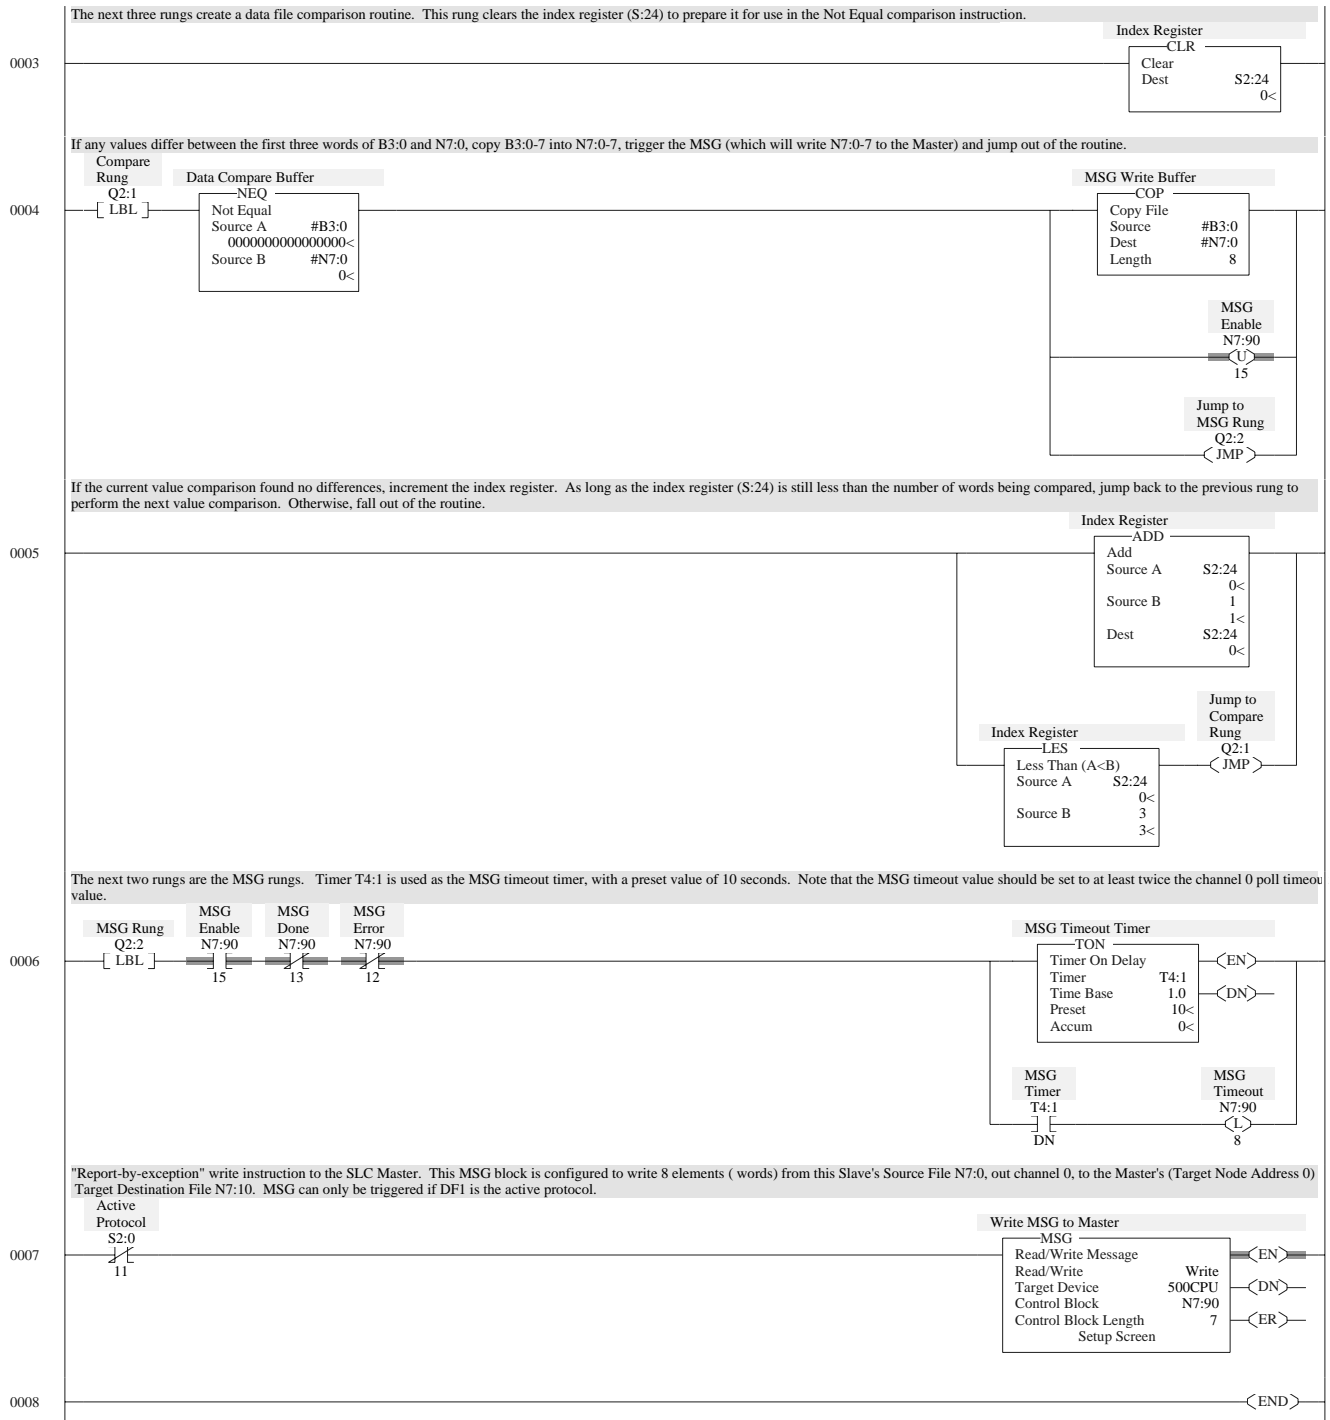 The next three rungs create a data file comparison routine. This rung clears the index register (S:24) to prepare it for use in the Not Equal comparison instruction.
Index Register
CLR
0003
Clear
Dest S2:24
0<
If any values differ between the first three words of B3:0 and N7:0, copy B3:0-7 into N7:0-7, trigger the MSG (which will write N7:0-7 to the Master) and jump out of the routine.
Compare
Rung
Q2:1
LBL
Data Compare Buffer
NEQ
Not Equal
Source A #B3:0
0000000000000000<
Source B #N7:0
0<
0004
MSG Write Buffer
COP
Copy File
Source #B3:0
Dest #N7:0
Length 8
MSG
Enable
N7:90
U
15
Jump to
MSG Rung
Q2:2
JMP
If the current value comparison found no differences, increment the index register. As long as the index register (S:24) is still less than the number of words being compared, jump back to the previous rung to
perform the next value comparison. Otherwise, fall out of the routine.
Index Register
ADD
0005
Add
Source A S2:24
0<
Source B 1
1<
Dest S2:24
0<
Index Register
LES
Less Than (A<B)
Source A S2:24
0<
Source B 3
3<
Jump to
Compare
Rung
Q2:1
JMP
The next two rungs are the MSG rungs. Timer T4:1 is used as the MSG timeout timer, with a preset value of 10 seconds. Note that the MSG timeout value should be set to at least twice the channel 0 poll timeou
value.
MSG Rung
Q2:2
LBL
MSG
Enable
N7:90
15
MSG
Done
N7:90
13
MSG
Error
N7:90
12
0006
MSG Timeout Timer
TON
Timer On Delay
Timer T4:1
Time Base 1.0
Preset 10<
Accum 0<
EN
DN
MSG
Timer
T4:1
DN
MSG
Timeout
N7:90
L
8
"Report-by-exception" write instruction to the SLC Master. This MSG block is configured to write 8 elements ( words) from this Slave's Source File N7:0, out channel 0, to the Master's (Target Node Address 0)
Target Destination File N7:10. MSG can only be triggered if DF1 is the active protocol.
Active
Protocol
S2:0
11
0007
Write MSG to Master
MSG
Read/Write Message
Read/Write Write
Target Device 500CPU
Control Block N7:90
Control Block Length 7
Setup Screen
EN
DN
ER
0008
END